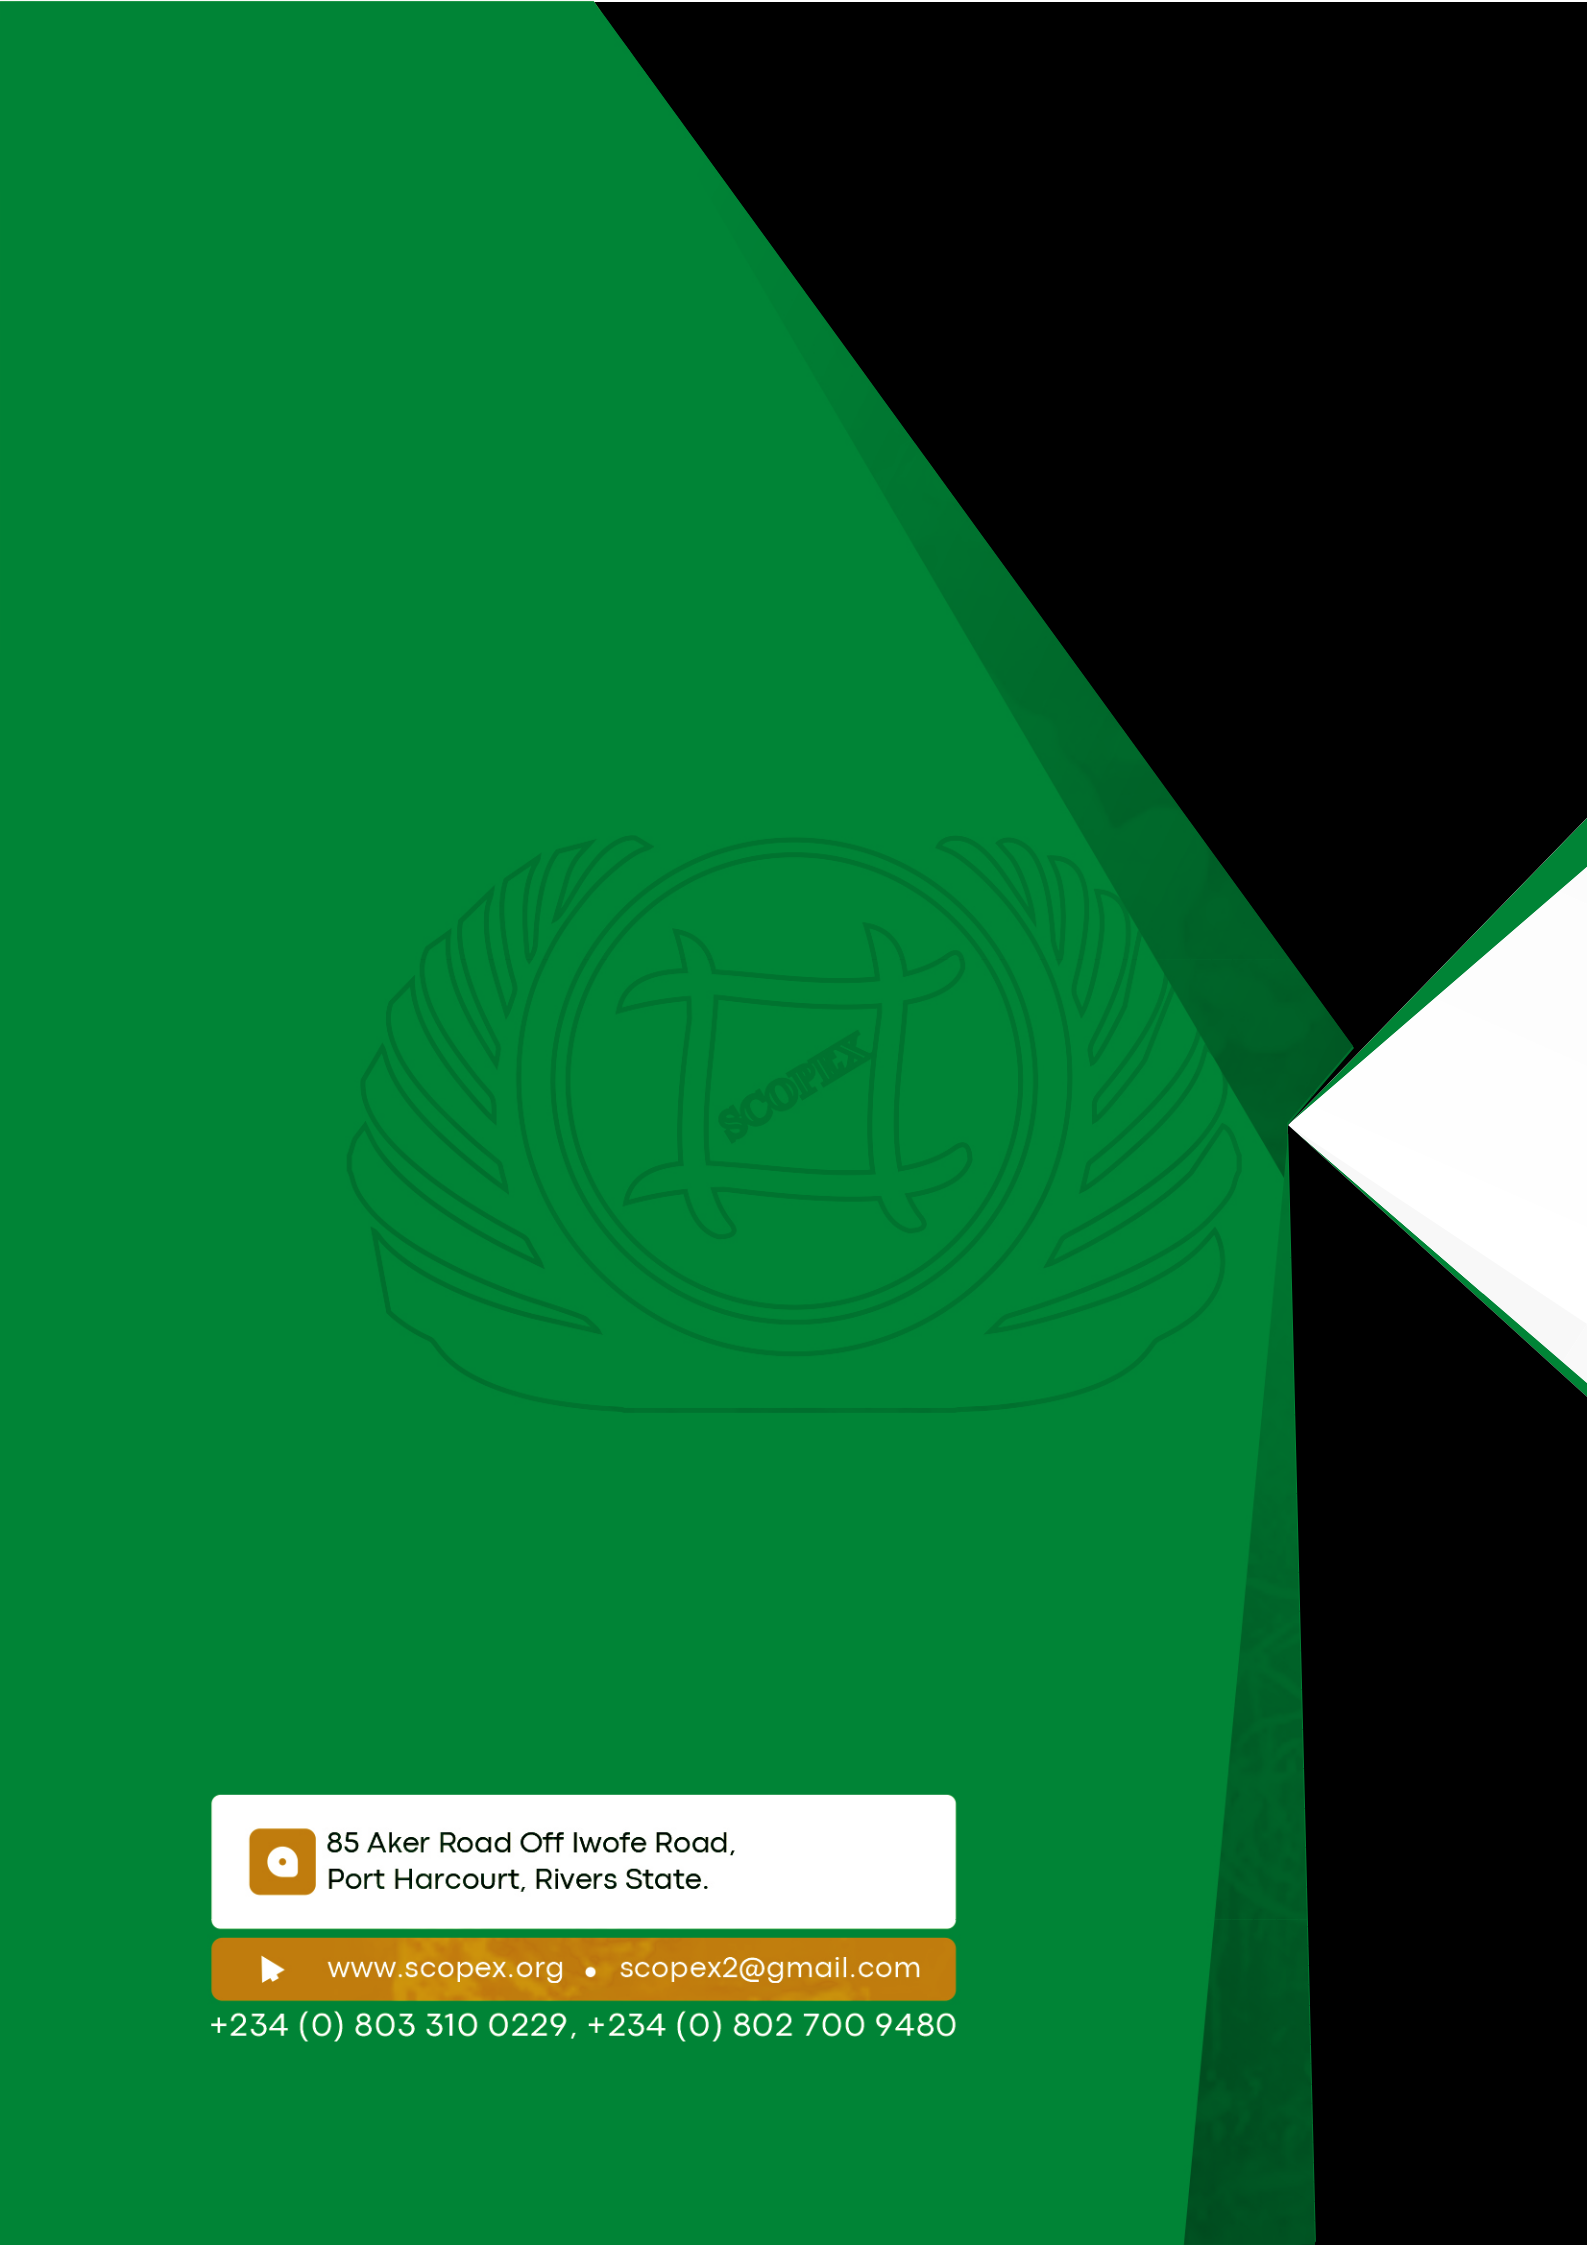 SCOPEX
85 Aker Road Off Iwofe Road,
Port Harcourt, Rivers State.
www.scopex.org • scopex2@gmail.com
+234 (0) 803 310 0229, +234 (0) 802 700 9480